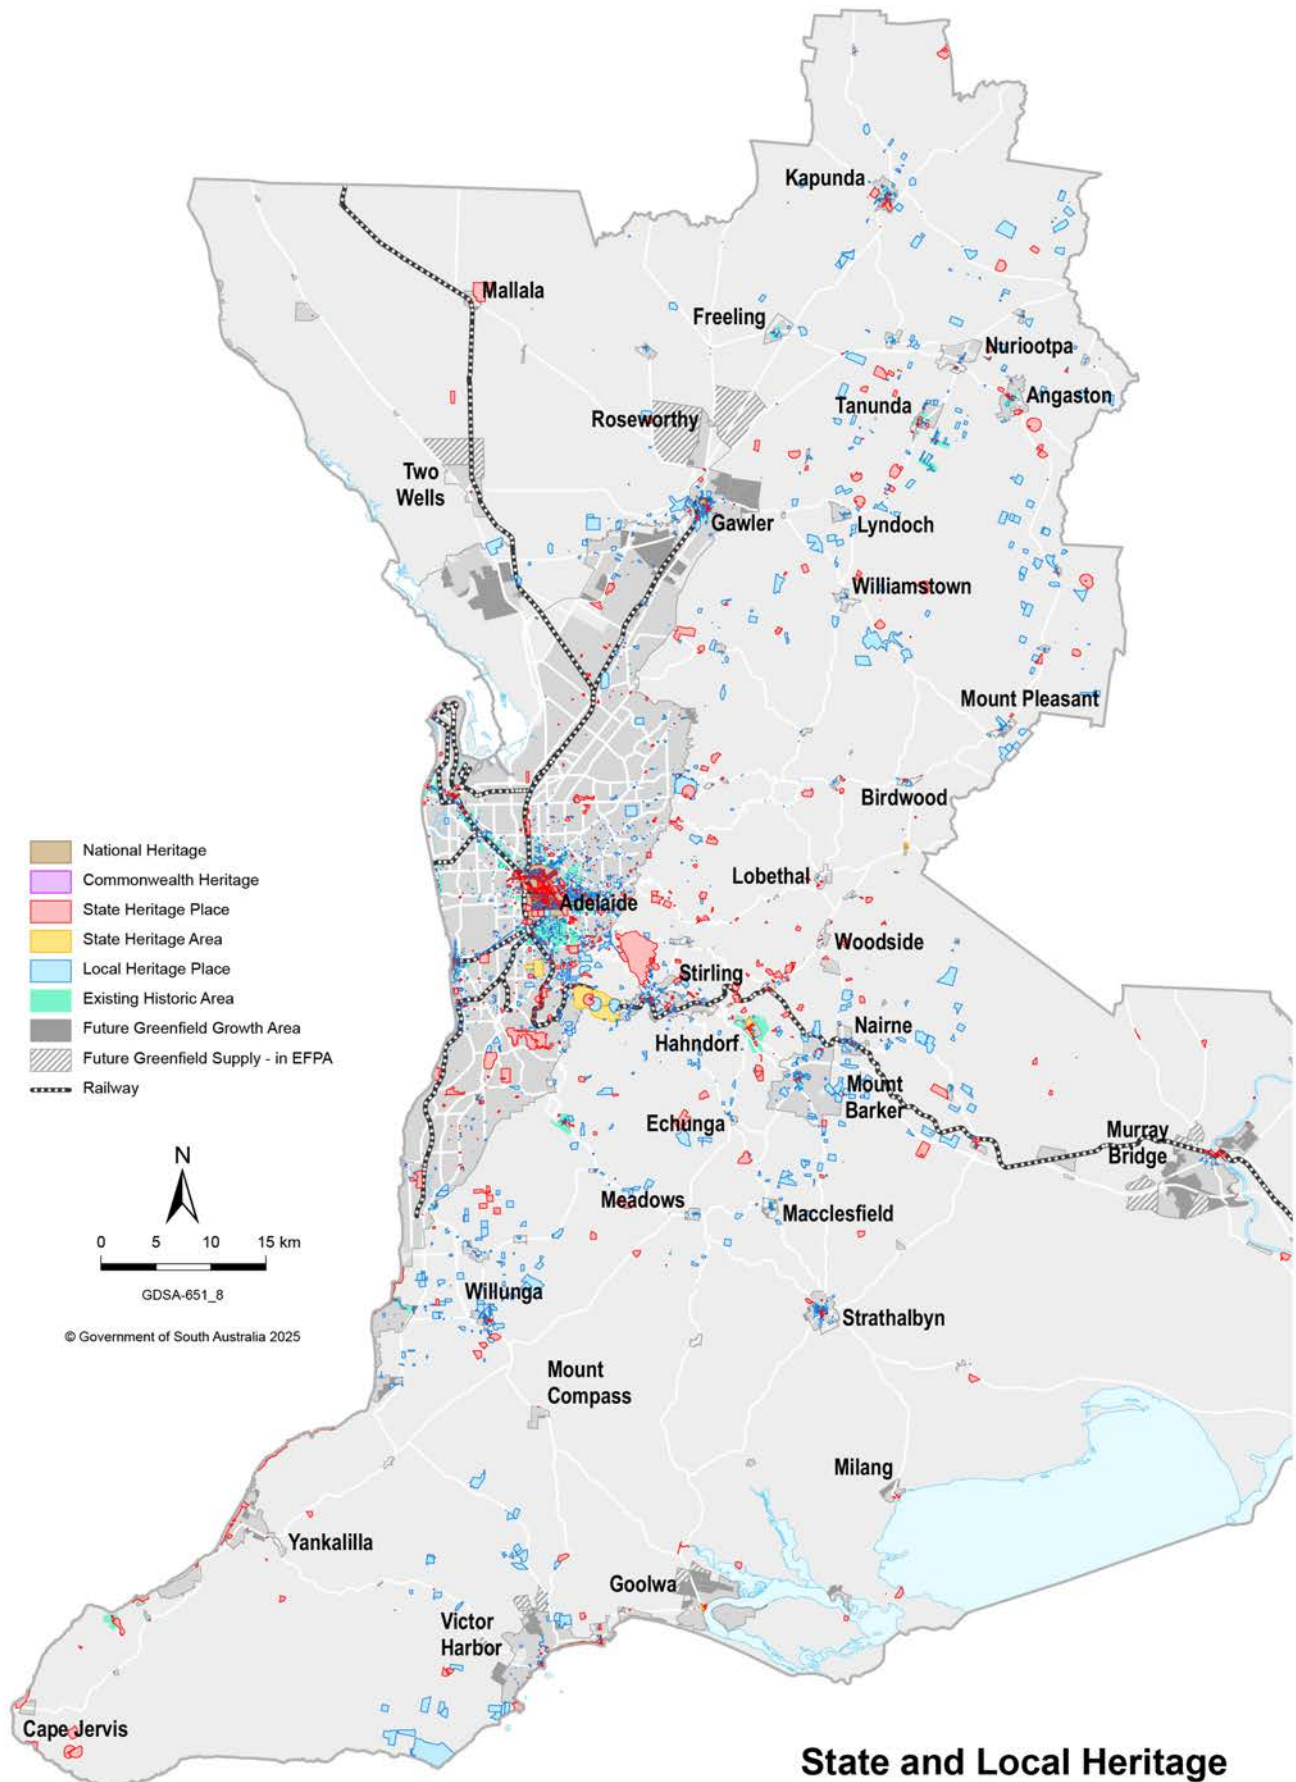 Kapunda
Mallala
Freeling
Nuriootpa
Angaston
Tanunda
Roseworthy
Two
Wells
Gawler
Lyndoch
Williamstown
Mount Pleasant
Birdwood
National Heritage
Commonwealth Heritage
State Heritage Place
State Heritage Area
Local Heritage Place
Existing Historic Area
Future Greenfield Growth Area
Future Greenfield Supply - in EFPA
Railway
Lobethal
Adelaide
Woodside
Stirling
Hahndorf
Nairne
Mount
Barker
Echunga
Murray
Bridge
N
0 5 10 15 km
GDSA-651_8
© Government of South Australia 2025
Meadows
Macclesfield
Willunga
Strathalbyn
Mount
Compass
Milang
Yankalilla
Goolwa
Victor
Harbor
Cape Jervis
State and Local Heritage